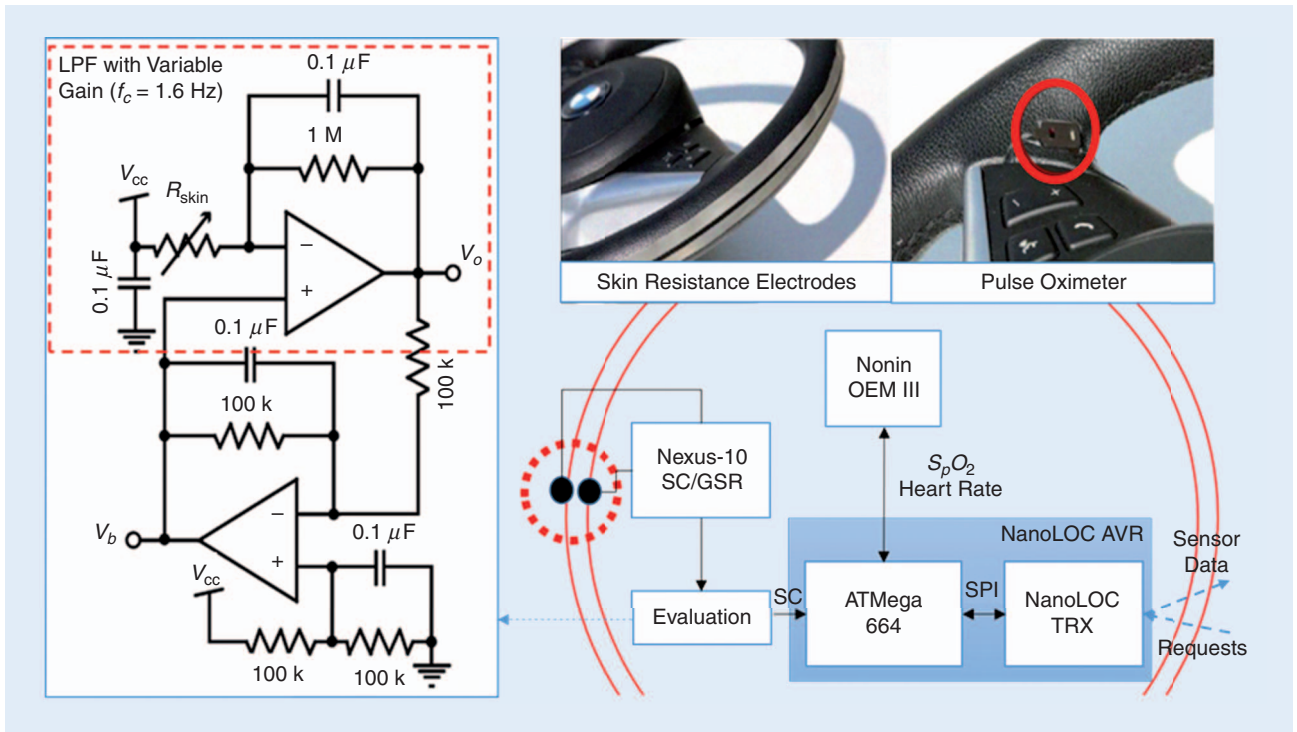 LPF with Variable
Gain (fc = 1.6 Hz)
0.1 μF
1 M
Vcc
Rskin
0.1 μF
−
+
Vo
0.1 μF
100 k
100 k
Vb
−
+
0.1 μF
Vcc
100 k
100 k
Skin Resistance Electrodes
Pulse Oximeter
Nonin
OEM III
Nexus-10
SC/GSR
SpO2
Heart Rate
NanoLOC AVR
Sensor
Data
Evaluation
SC
ATMega
664
SPI
NanoLOC
TRX
Requests